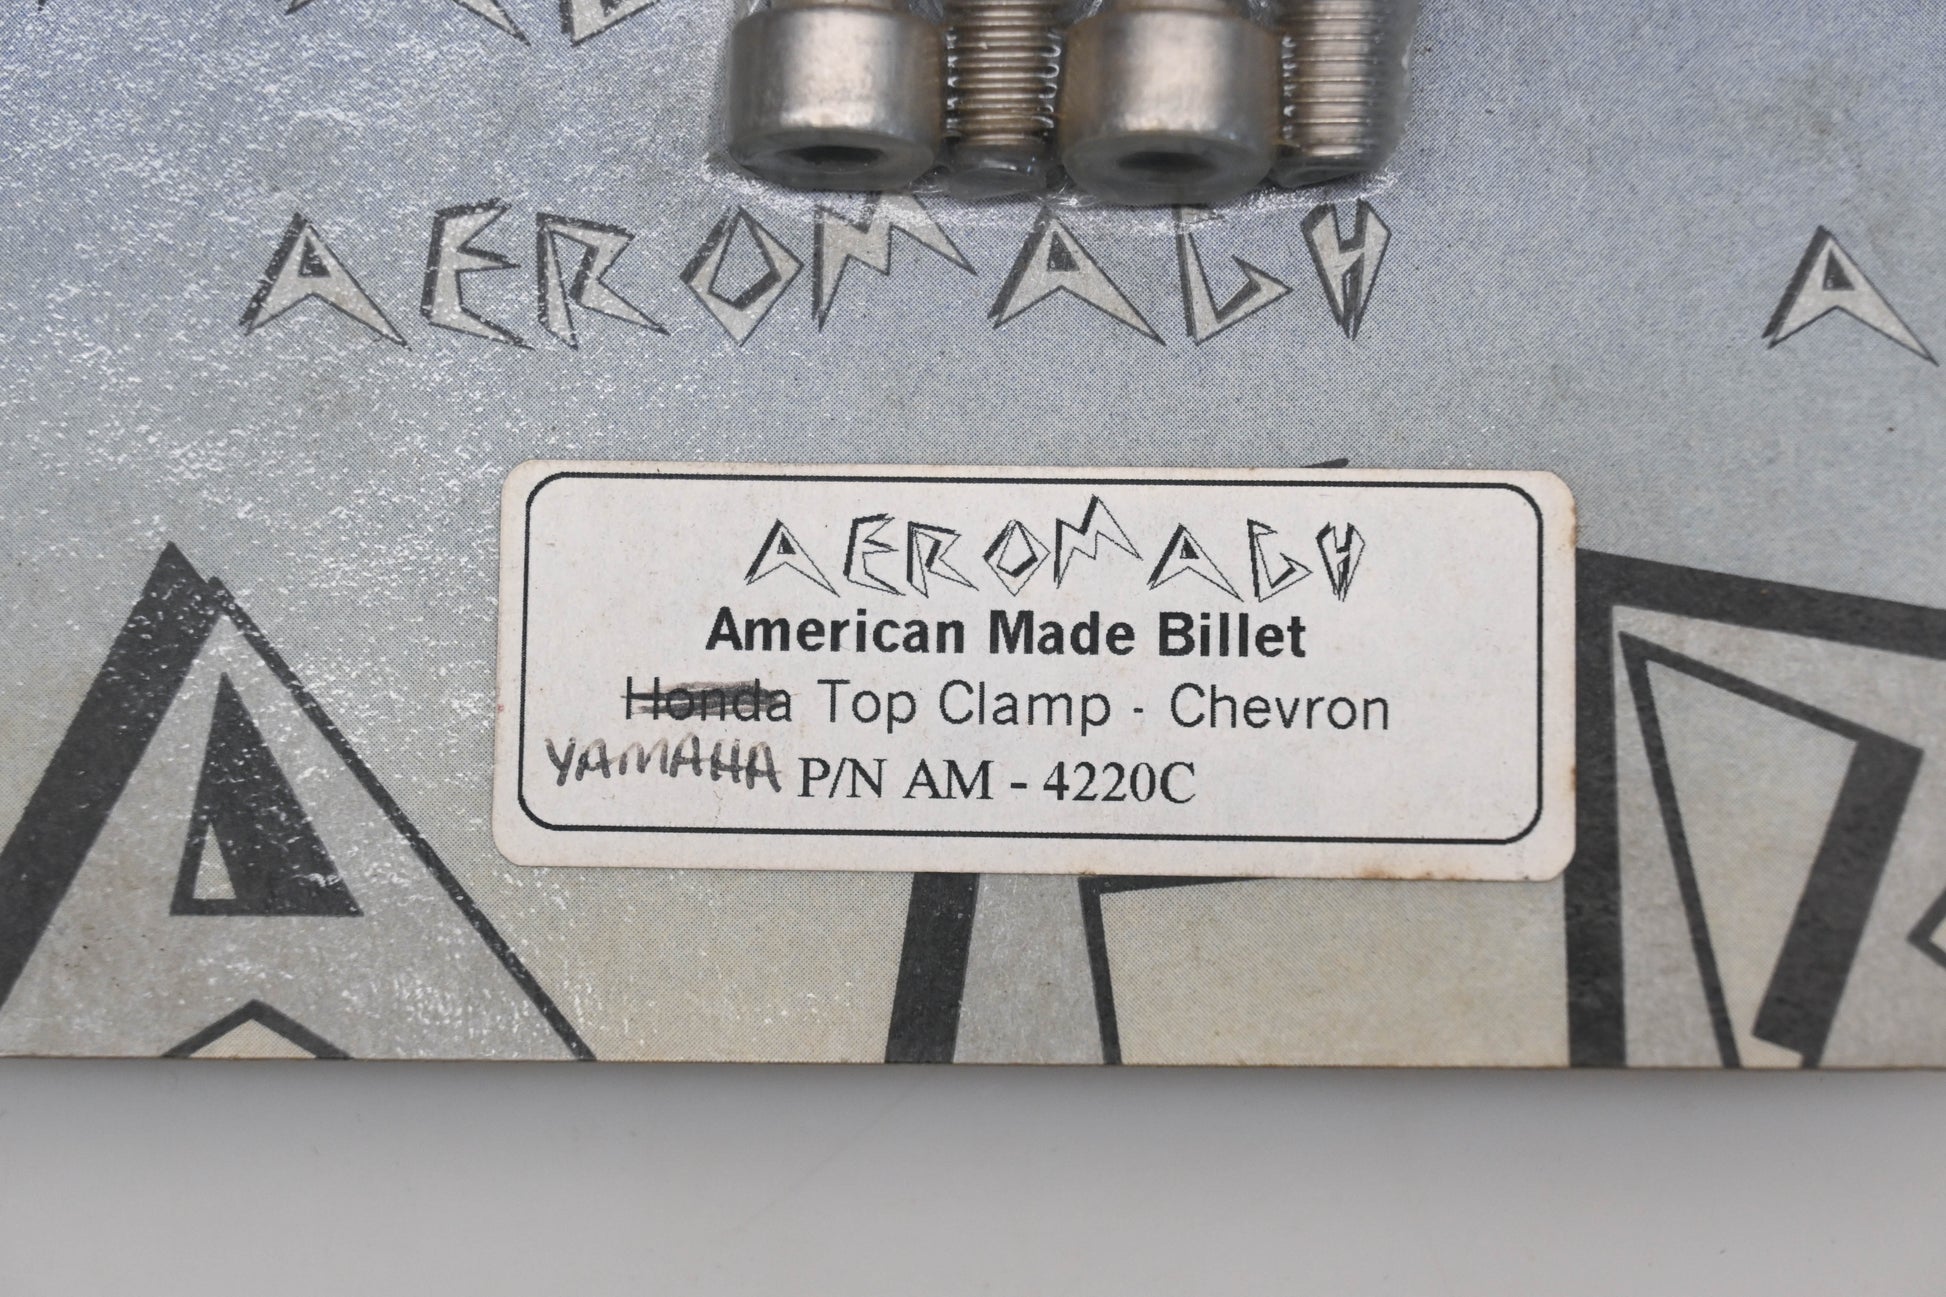 AEROMACH
A
AEROMACH
American Made Billet
Honda Top Clamp - Chevron
YAMAHA P/N AM - 4220C